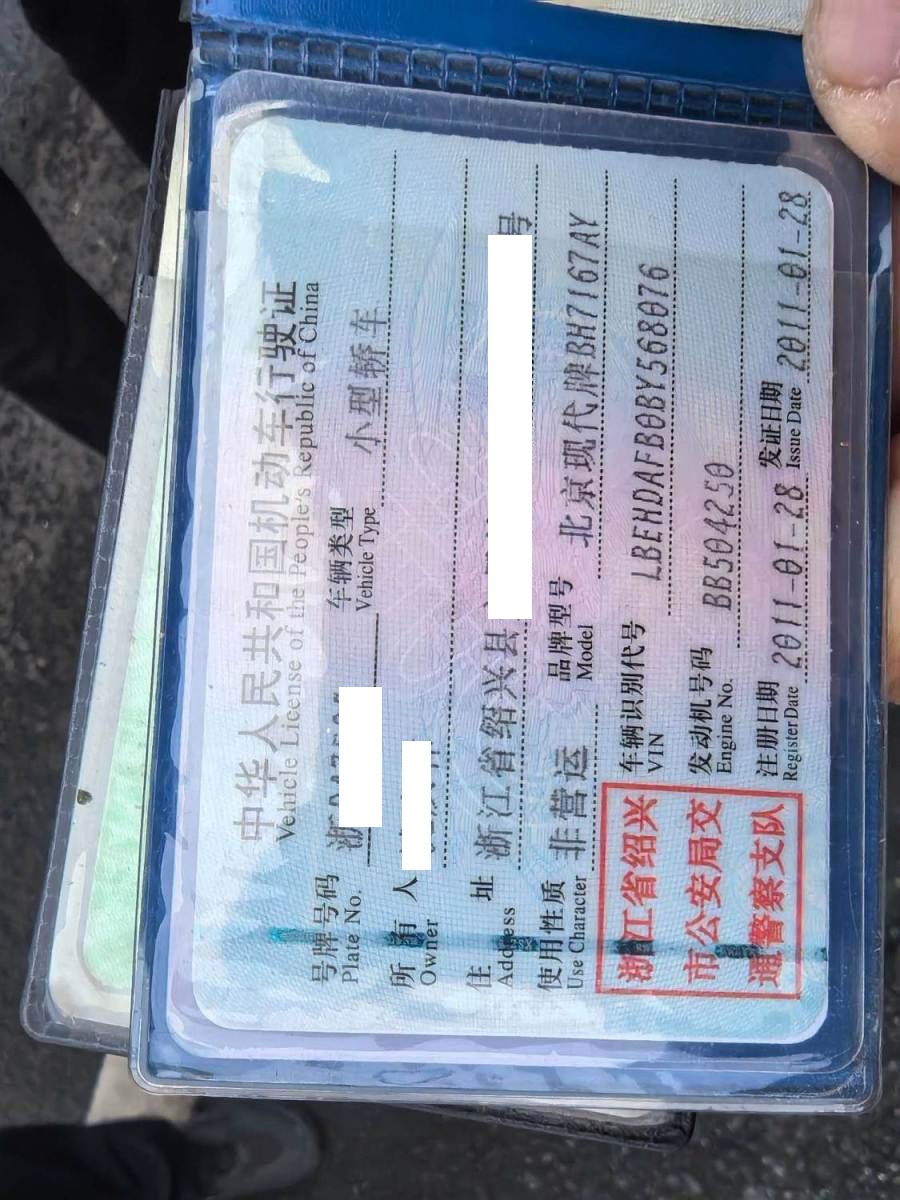 中华人民共和国机动车行驶证
Vehicle License of the People's Republic of China
号牌号码 浙 车辆类型 小型轿车
Plate No. Vehicle Type
所有人
Owner
住址 浙江省绍兴县 号
Address
使用性质 非营运 品牌型号 北京现代牌BH7167AY
Use Character Model
浙江省绍兴
市公安局交
通警察支队
车辆识别代号 LBEHDAFB0BY568076
VIN
发动机号码 BB504250
Engine No.
注册日期 2011-01-28 发证日期 2011-01-28
Register Date Issue Date